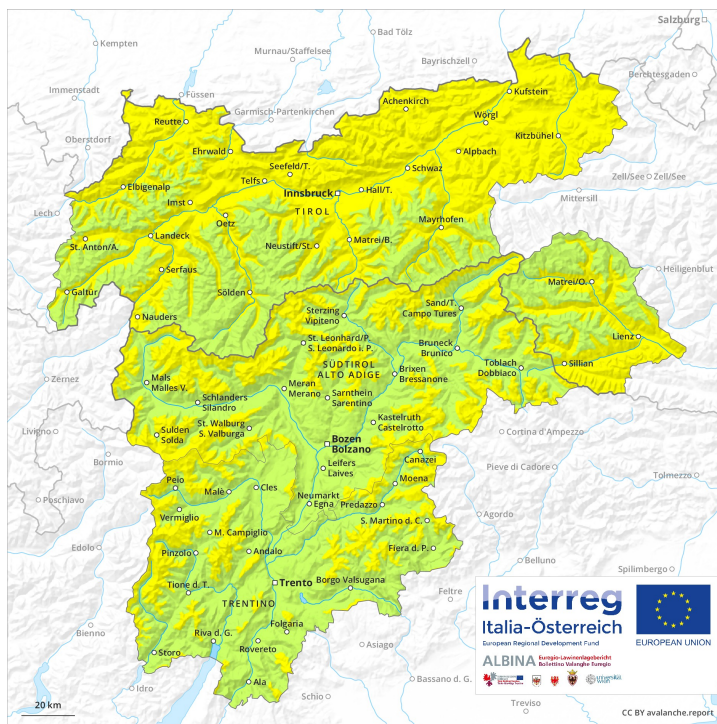 Salzburg
Kempten
Bad Tölz
Murnau/Staffelsee
Bayrischzell
Berchtesgaden
Immenstadt
Füssen
Garmisch-Partenkirchen
Achenkirch
Kufstein
Reutte
Wörgl
Kitzbühel
Oberstdorf
Ehrwald
Seefeld/T.
Alpbach
Schwaz
Zell/See
Zell/See
Elbigenalp
Telfs
Innsbruck
Hall/T.
Mittersill
Lech
Imst
TIROL
Mayrhofen
Oetz
St. Anton/A.
Landeck
Neustift/St.
Matrei/B.
Serfaus
Heiligenblut
Galtür
Sölden
Matrei/O.
Nauders
Sterzing
Vipiteno
Sand/T.
Campo Tures
Lienz
St. Leonhard/P.
S. Leonardo i. P.
Bruneck
Brunico
Sillian
SÜDTIROL
ALTO ADIGE
Toblach
Dobbiaco
Brixen
Bressanone
Zernez
Mals
Malles V.
Meran
Merano
Sarnthein
Sarentino
Schlanders
Silandro
Kastelruth
Castelrotto
St. Walburg
S. Valburga
Cortina d'Ampezzo
Livigno
Sulden
Solda
Bozen
Bolzano
Bormio
Canazei
Pieve di Cadore
Leifers
Laives
Tolmezzo
Peio
Moena
Poschiavo
Malè
Cles
Neumarkt
Egna
Predazzo
Vermiglio
Agordo
S. Martino d. C.
M. Campiglio
Edolo
Pinzolo
Andalo
Fiera d. P.
Belluno
Spilimbergo
Trento
Borgo Valsugana
Tione d. T.
Feltre
TRENTINO
Folgaria
Bienno
Riva d. G.
Rovereto
Asiago
Storo
Bassano d. G.
Idro
Ala
Schio
Treviso
Interreg
Italia-Österreich
European Regional Development Fund
EUROPEAN UNION
ALBINA
Euregio-Lawinenlagebericht
Bollettino Valanghe Euregio
universität
wien
20 km
CC BY avalanche.report